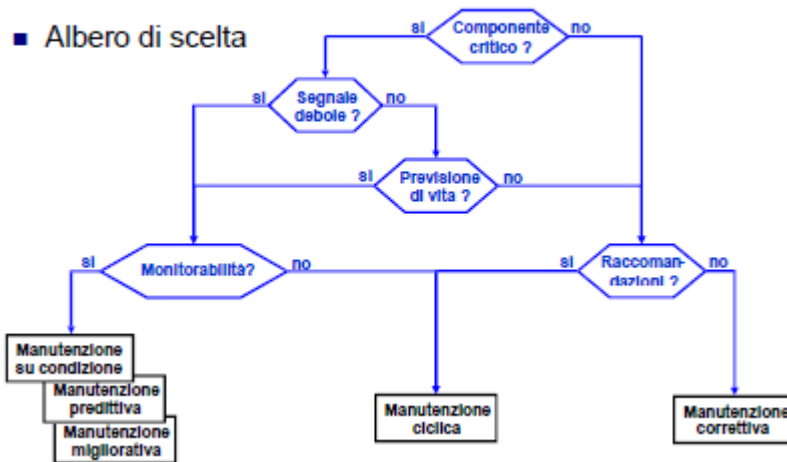 Albero di scelta
si
Componente
critico ?
no
si
Segnale
debole ?
no
si
Previsione
di vita ?
no
si
Monitorabilità?
no
si
Raccoman-
dazioni ?
no
Manutenzione
su condizione
Manutenzione
predittiva
Manutenzione
migliorativa
Manutenzione
ciclica
Manutenzione
correttiva